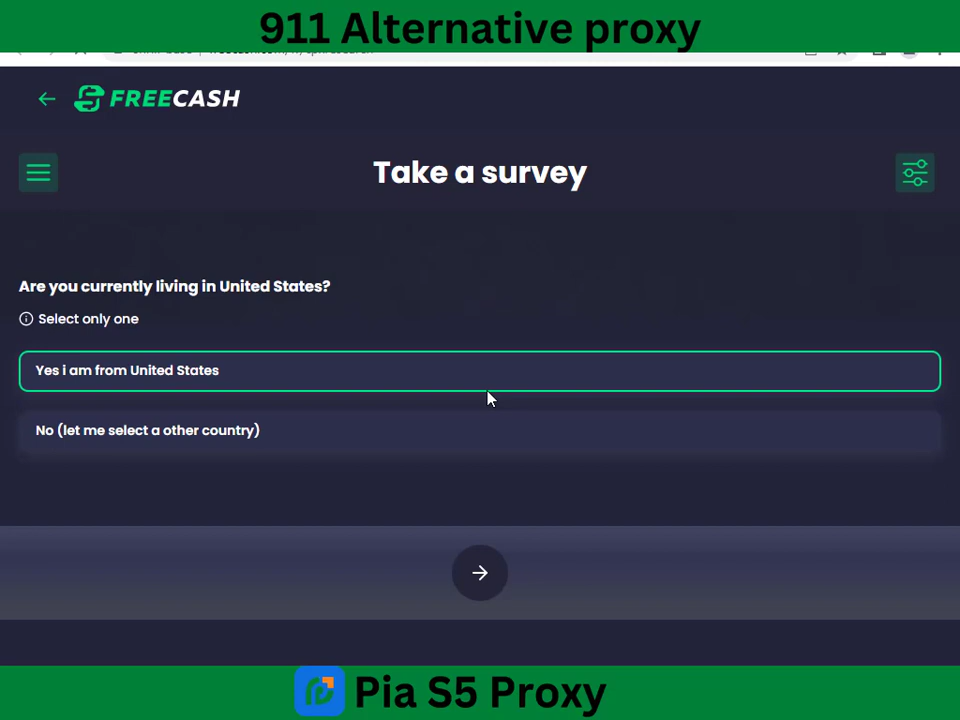 911 Alternative proxy
FREECASH
Take a survey
Are you currently living in United States?
Select only one
Yes i am from United States
No (let me select a other country)
Pia S5 Proxy